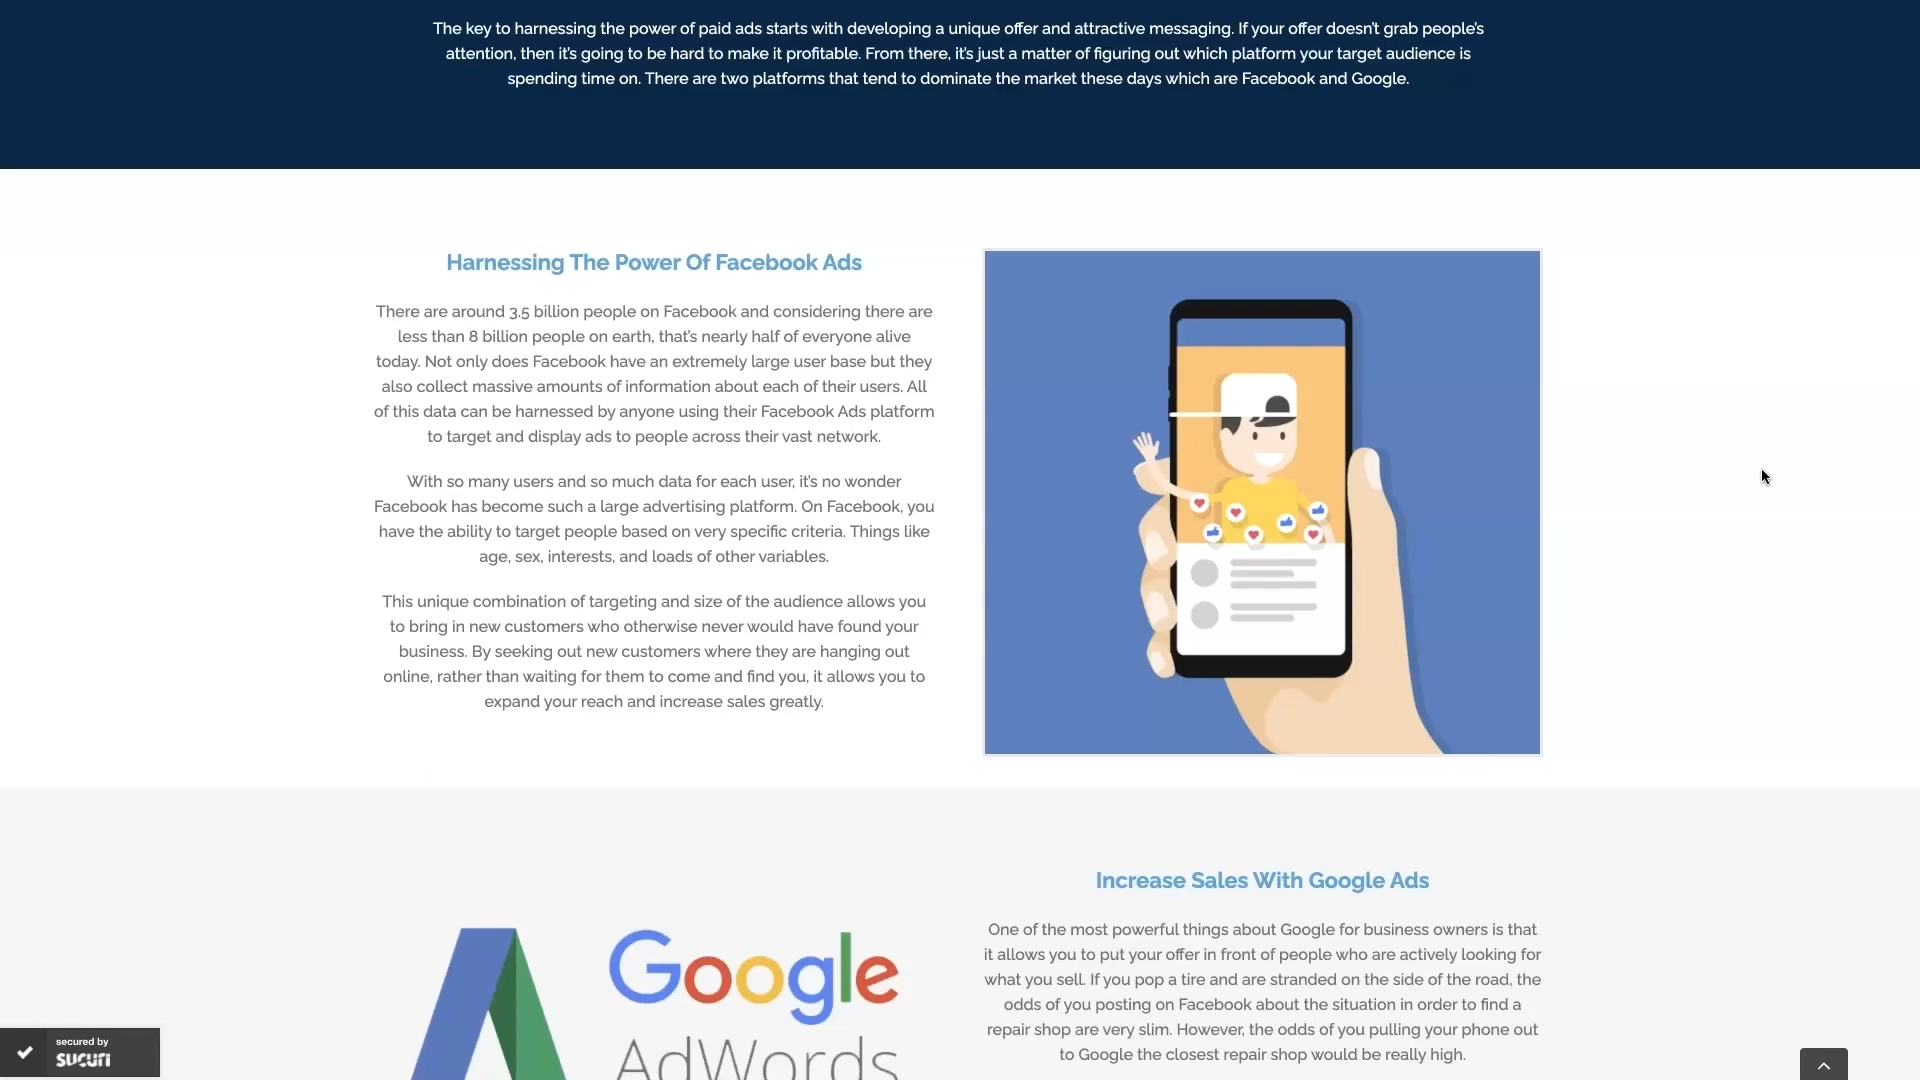 The key to harnessing the power of paid ads starts with developing a unique offer and attractive messaging. If your offer doesn't grab people's
attention, then it's going to be hard to make it profitable. From there, it's just a matter of figuring out which platform your target audience is
spending time on. There are two platforms that tend to dominate the market these days which are Facebook and Google.
Harnessing The Power Of Facebook Ads
There are around 3.5 billion people on Facebook and considering there are
less than 8 billion people on earth, that's nearly half of everyone alive
today. Not only does Facebook have an extremely large user base but they
also collect massive amounts of information about each of their users. All
of this data can be harnessed by anyone using their Facebook Ads platform
to target and display ads to people across their vast network.
With so many users and so much data for each user, it's no wonder
Facebook has become such a large advertising platform. On Facebook, you
have the ability to target people based on very specific criteria. Things like
age, sex, interests, and loads of other variables.
This unique combination of targeting and size of the audience allows you
to bring in new customers who otherwise never would have found your
business. By seeking out new customers where they are hanging out
online, rather than waiting for them to come and find you, it allows you to
expand your reach and increase sales greatly.
Google
AdWords
Increase Sales With Google Ads
One of the most powerful things about Google for business owners is that
it allows you to put your offer in front of people who are actively looking for
what you sell. If you pop a tire and are stranded on the side of the road, the
odds of you posting on Facebook about the situation in order to find a
repair shop are very slim. However, the odds of you pulling your phone out
to Google the closest repair shop would be really high.
secured by
sucuri